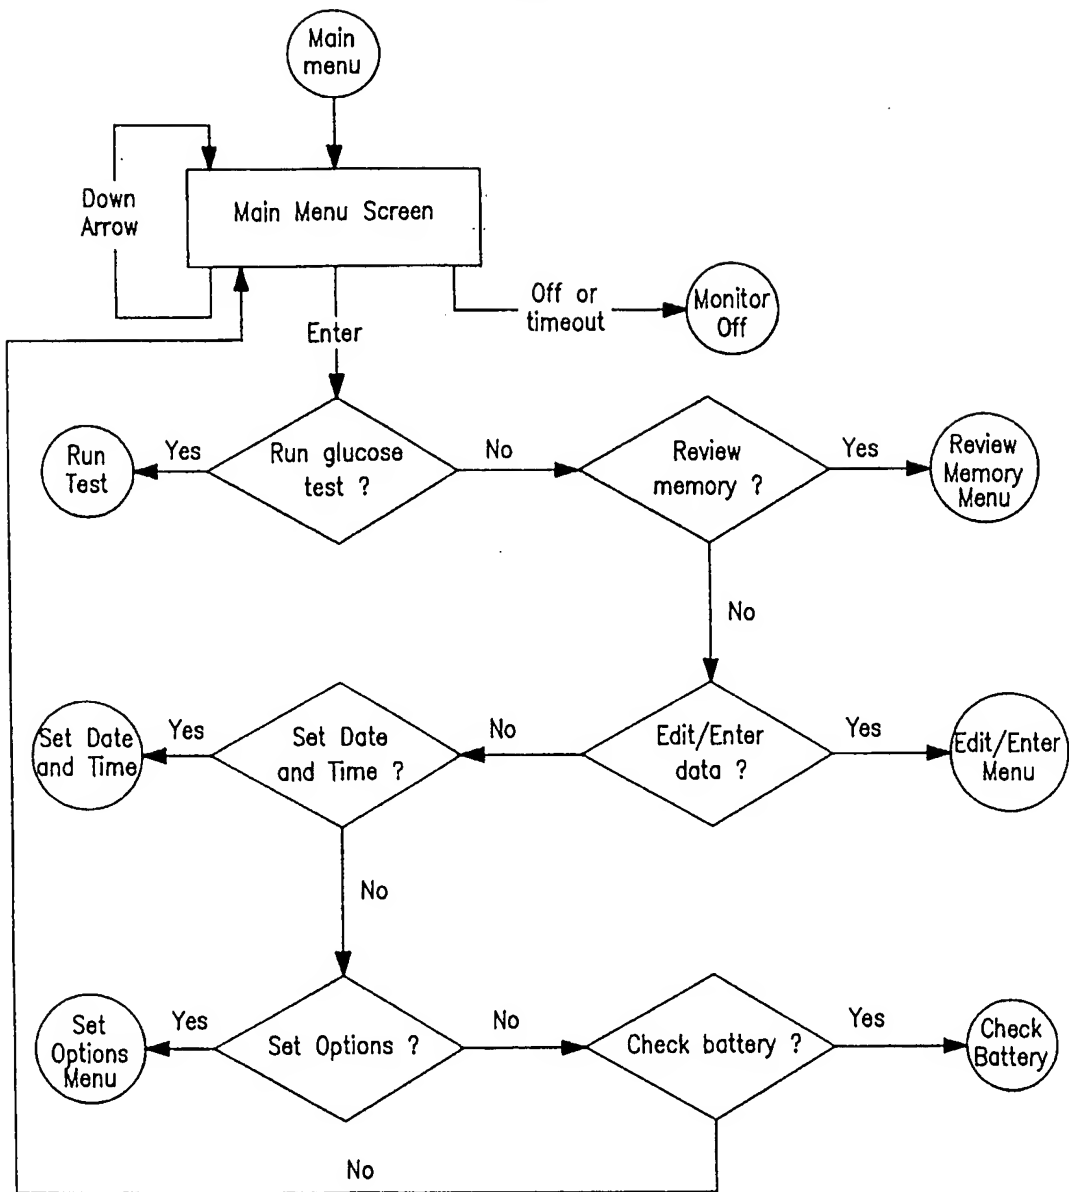 Main
menu
Down
Arrow
Main Menu Screen
Off or
timeout
Monitor
Off
Enter
Run
Test
Yes
Run glucose
test ?
No
Review
memory ?
Yes
Review
Memory
Menu
No
Set Date
and Time
Yes
Set Date
and Time ?
No
Edit/Enter
data ?
Yes
Edit/Enter
Menu
No
Set
Options
Menu
Yes
Set Options ?
No
Check battery ?
Yes
Check
Battery
No